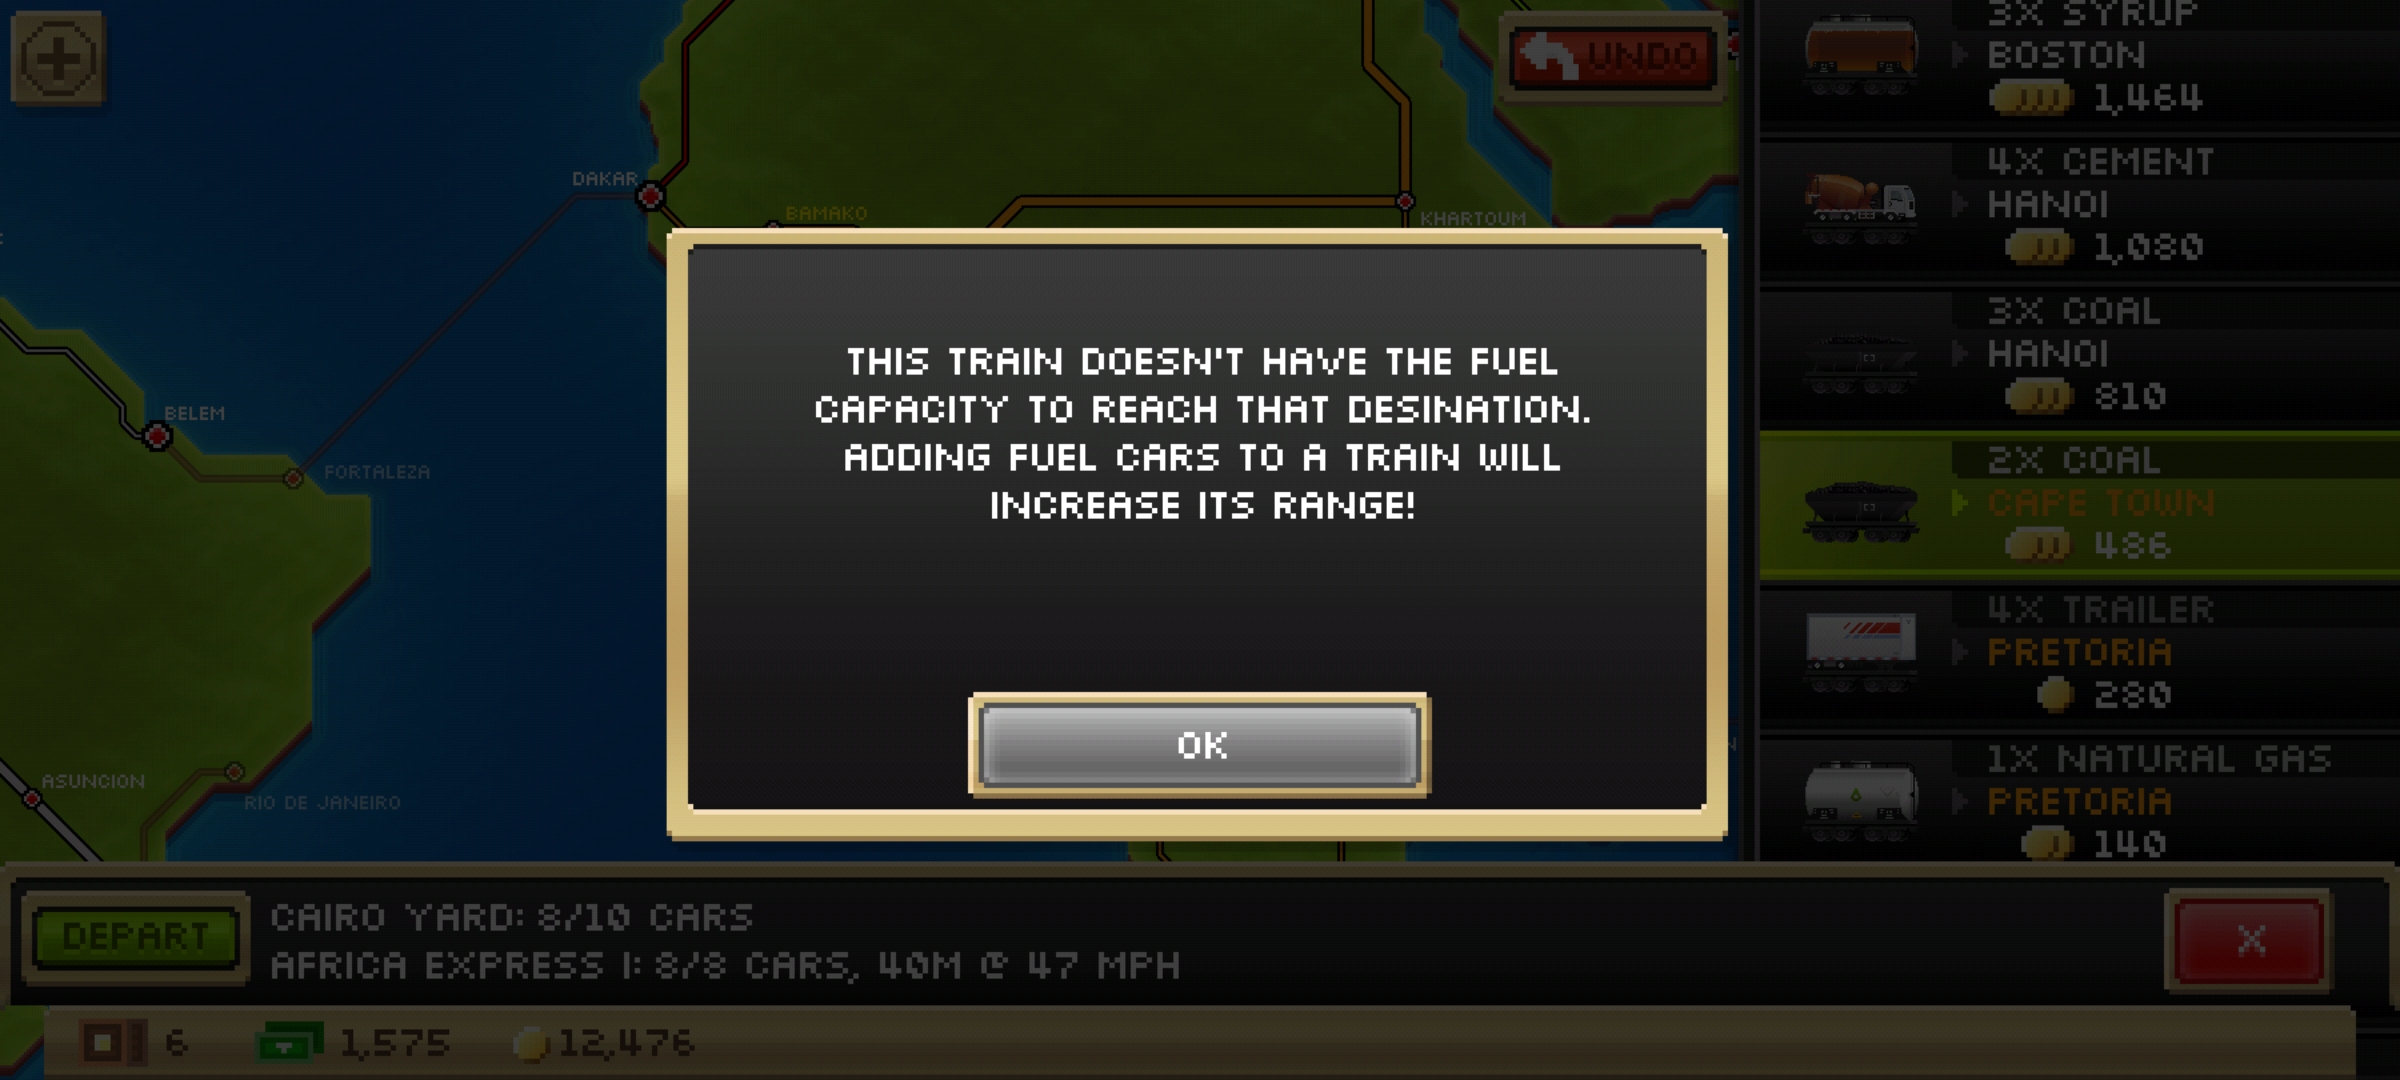 UNDO
DAKAR
BAMAKO
KHARTOUM
BELEM
FORTALEZA
ASUNCION
RIO DE JANEIRO
THIS TRAIN DOESN'T HAVE THE FUEL
CAPACITY TO REACH THAT DESINATION.
ADDING FUEL CARS TO A TRAIN WILL
INCREASE ITS RANGE!
OK
3X SYRUP
BOSTON
1,464
4X CEMENT
HANOI
1,080
3X COAL
HANOI
810
2X COAL
CAPE TOWN
486
4X TRAILER
PRETORIA
280
1X NATURAL GAS
PRETORIA
140
DEPART
CAIRO YARD: 8/10 CARS
AFRICA EXPRESS I: 8/8 CARS, 40M @ 47 MPH
X
6
1,575
12,476